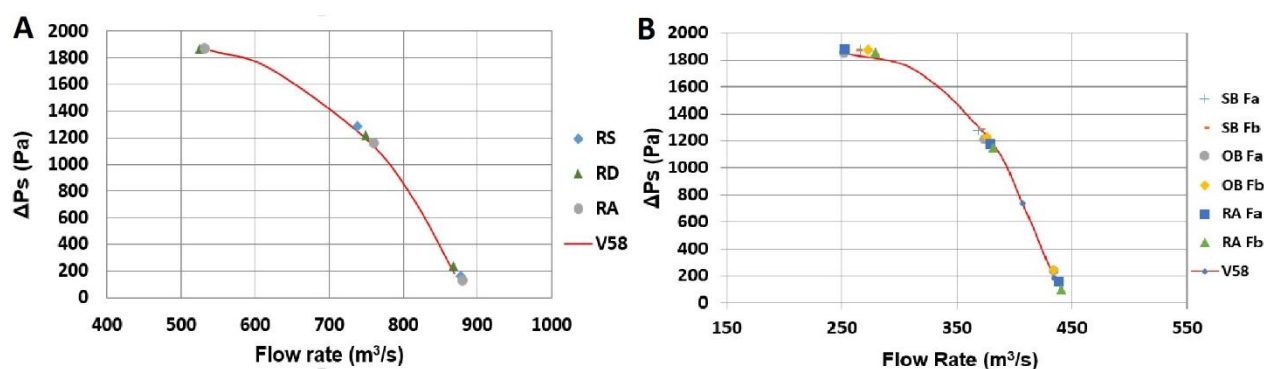 A
ΔPs (Pa)
2000
1800
1600
1400
1200
1000
800
600
400
200
0
400 500 600 700 800 900 1000
Flow rate (m³/s)
RS
RD
RA
V58
B
ΔPs (Pa)
2000
1800
1600
1400
1200
1000
800
600
400
200
0
150 250 350 450 550
Flow Rate (m³/s)
SB Fa
SB Fb
OB Fa
OB Fb
RA Fa
RA Fb
V58